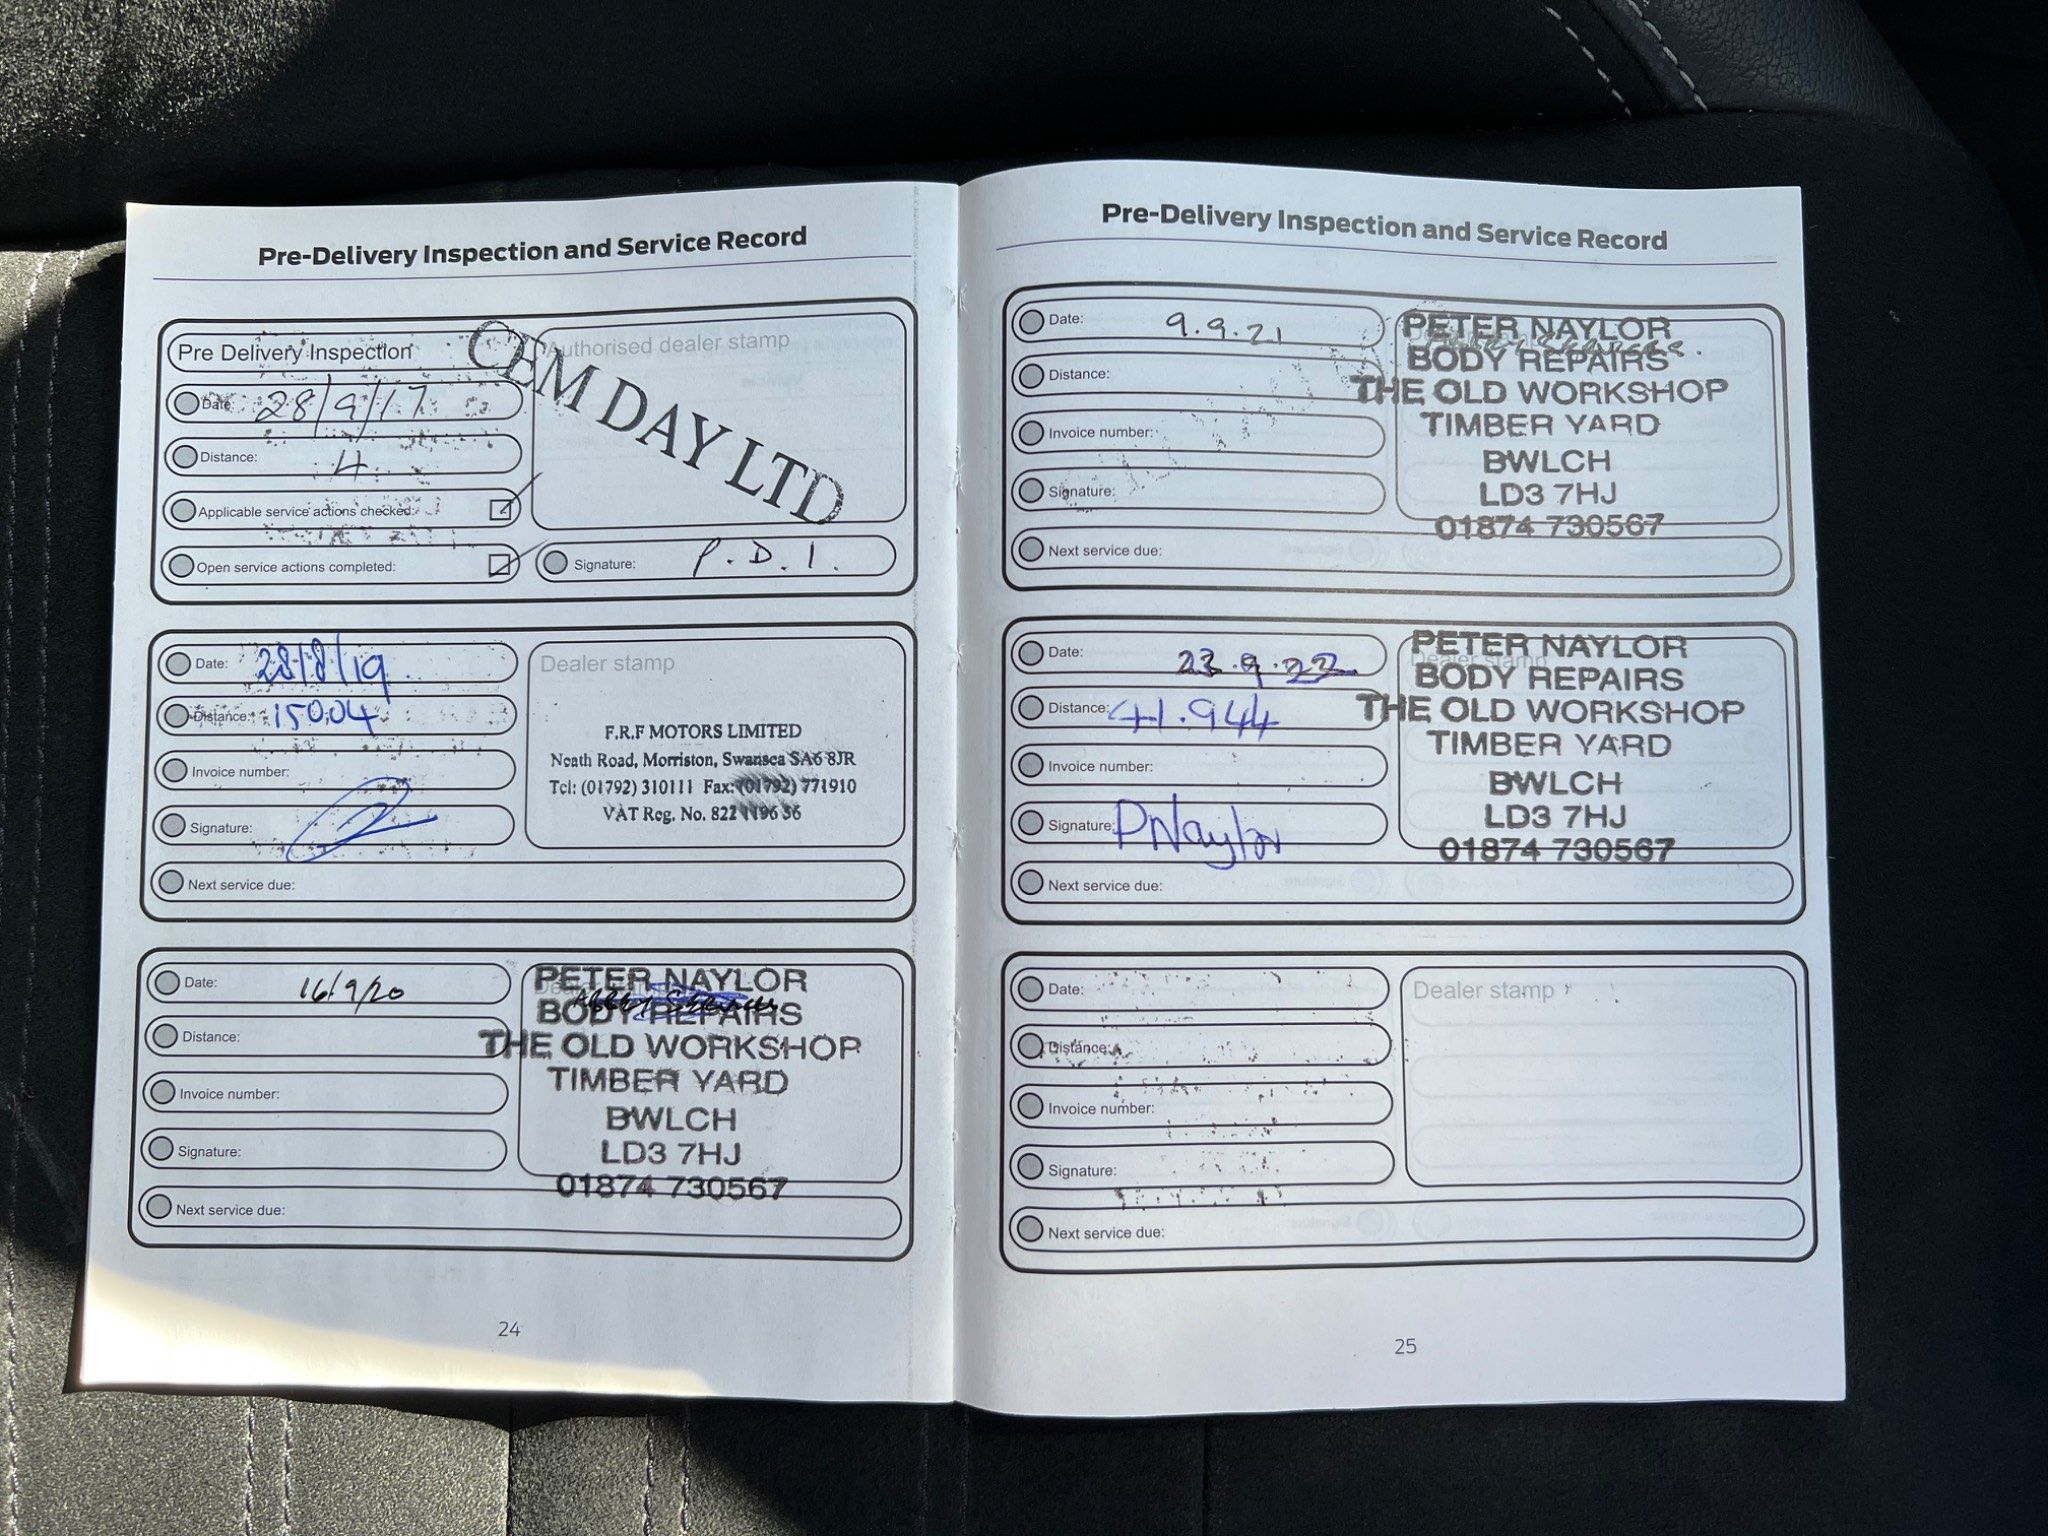 Pre-Delivery Inspection and Service Record
Pre Delivery Inspection
Authorised dealer stamp
CEM DAY LTD
Date: 28/9/17
Distance: 4
Applicable service actions checked:
Open service actions completed:
Signature: P.D.I.
Date: 28/8/19
Distance: 15004
Invoice number:
Signature:
Dealer stamp
F.R.F MOTORS LIMITED
Neath Road, Morriston, Swansea SA6 8JR
Tel: (01792) 310111 Fax: (01792) 771910
VAT Reg. No. 822 1196 56
Next service due:
Date: 16/9/20
Distance:
Invoice number:
Signature:
PETER NAYLOR
BODY REPAIRS
THE OLD WORKSHOP
TIMBER YARD
BWLCH
LD3 7HJ
01874 730567
Next service due:
24
Pre-Delivery Inspection and Service Record
Date: 9.9.21
Distance:
Invoice number:
Signature:
PETER NAYLOR
BODY REPAIRS
THE OLD WORKSHOP
TIMBER YARD
BWLCH
LD3 7HJ
01874 730567
Next service due:
Date: 23.9.22
Distance: 41.944
Invoice number:
Signature: PNaylor
Dealer stamp
PETER NAYLOR
BODY REPAIRS
THE OLD WORKSHOP
TIMBER YARD
BWLCH
LD3 7HJ
01874 730567
Next service due:
Date:
Distance:
Invoice number:
Signature:
Dealer stamp
Next service due:
25